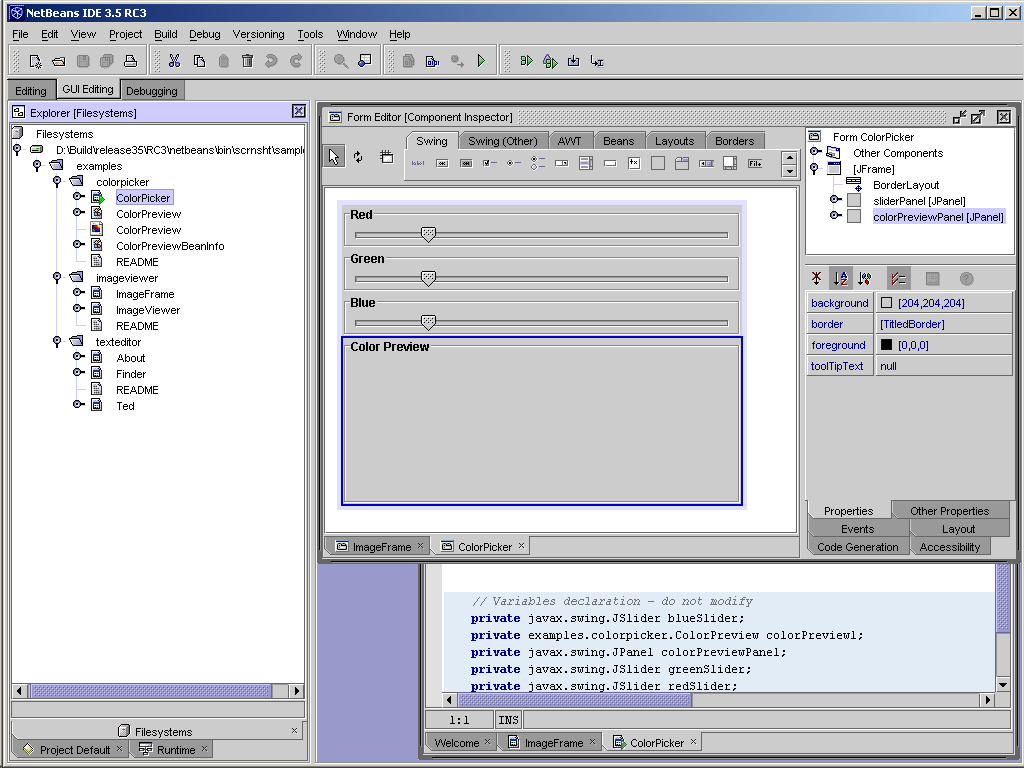 NetBeans IDE 3.5 RC3
File Edit View Project Build Debug Versioning Tools Window Help
Editing GUI Editing Debugging
Explorer [Filesystems]
Filesystems
D:\Build\release35\RC3\netbeans\bin\scrnsht\sampl
examples
colorpicker
ColorPicker
ColorPreview
ColorPreview
ColorPreviewBeanInfo
README
imageviewer
ImageFrame
ImageViewer
README
texteditor
About
Finder
README
Ted
Filesystems
Project Default
Runtime
Form Editor [Component Inspector]
Swing Swing (Other) AWT Beans Layouts Borders
Red
Green
Blue
Color Preview
ImageFrame ColorPicker
Form ColorPicker
Other Components
[JFrame]
BorderLayout
sliderPanel [JPanel]
colorPreviewPanel [JPanel]
background [204,204,204]
border [TitledBorder]
foreground [0,0,0]
toolTipText null
Properties Other Properties
Events Layout
Code Generation Accessibility
// Variables declaration - do not modify
private javax.swing.JSlider blueSlider;
private examples.colorpicker.ColorPreview colorPreview1;
private javax.swing.JPanel colorPreviewPanel;
private javax.swing.JSlider greenSlider;
private javax.swing.JSlider redSlider;
1:1 INS
Welcome ImageFrame ColorPicker